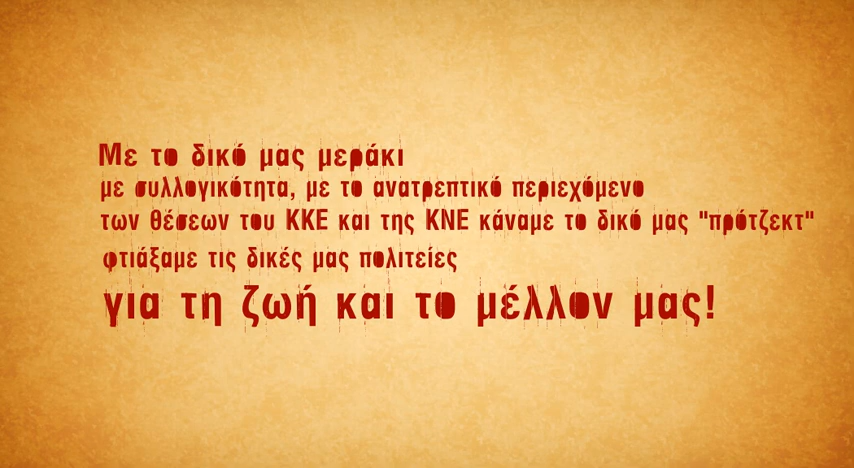 Με το δικό μας μεράκι
με συλλογικότητα, με το ανατρεπτικό περιεχόμενο
των θέσεων του ΚΚΕ και της ΚΝΕ κάναμε το δικό μας "πρότζεκτ"
φτιάξαμε τις δικές μας πολιτείες
για τη ζωή και το μέλλον μας!